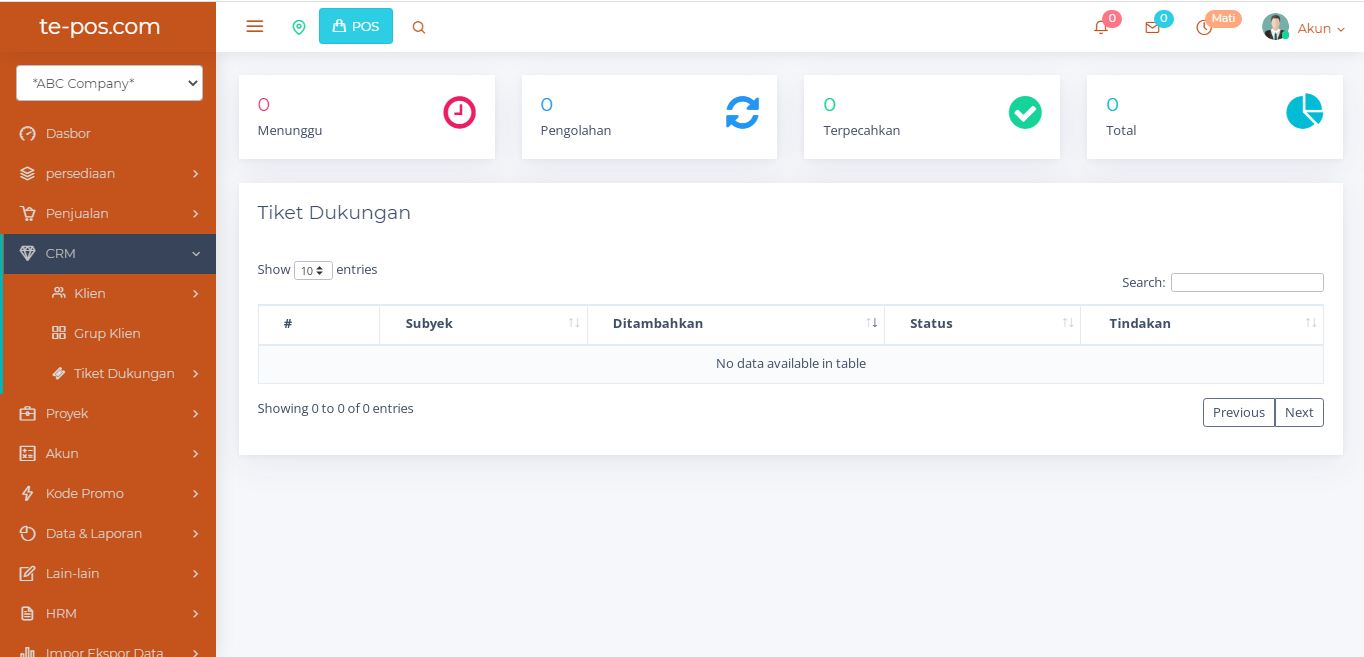 te-pos.com
POS
0
0
Mati
Akun
*ABC Company*
Dasbor
persediaan
Penjualan
CRM
Klien
Grup Klien
Tiket Dukungan
Proyek
Akun
Kode Promo
Data & Laporan
Lain-lain
HRM
Impor Ekspor Data
0
Menunggu
0
Pengolahan
0
Terpecahkan
0
Total
Tiket Dukungan
Show 10 entries
Search:
# Subyek Ditambahkan Status Tindakan
No data available in table
Showing 0 to 0 of 0 entries
Previous Next